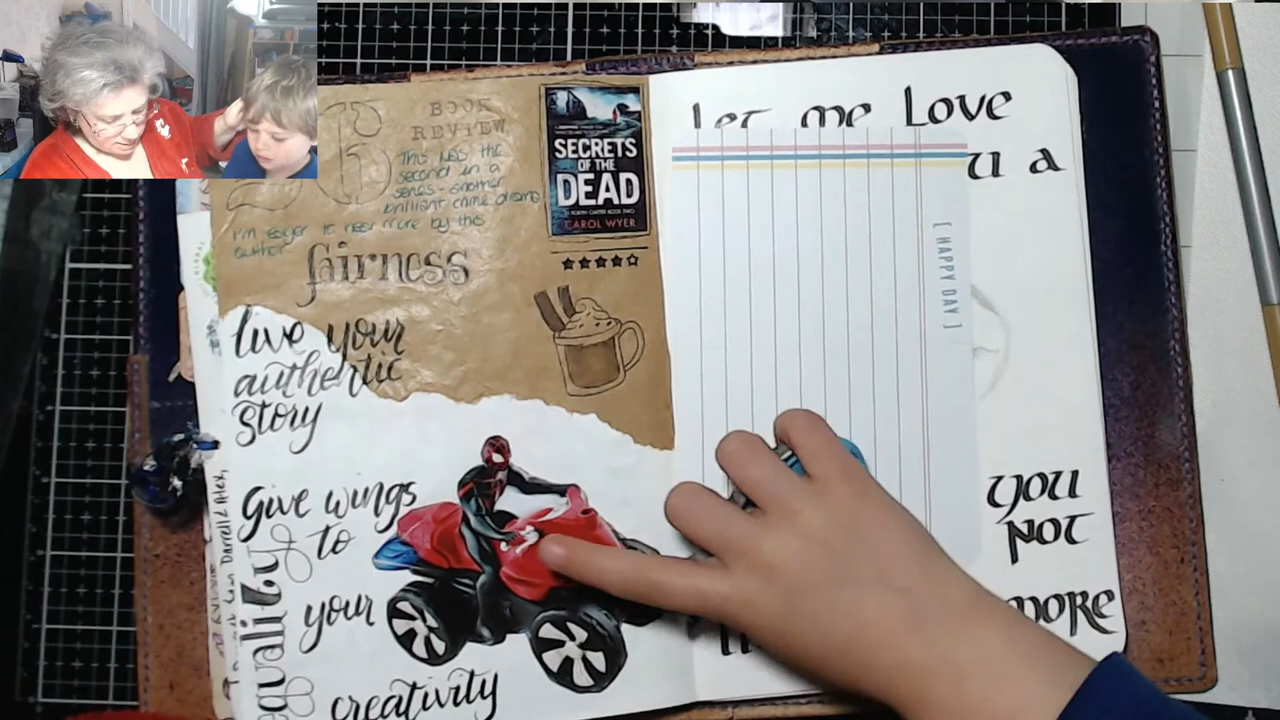 BOOK
REVIEW
This was the
second in a
series - another
brilliant crime drama
I'm eager to hear more by this
author
SECRETS
OF THE
DEAD
CAROL WYER
fairness
live your
authentic
story
Give wings
to
your
creativity
equality
Let me Love
u a
[ HAPPY DAY ]
you
not
more